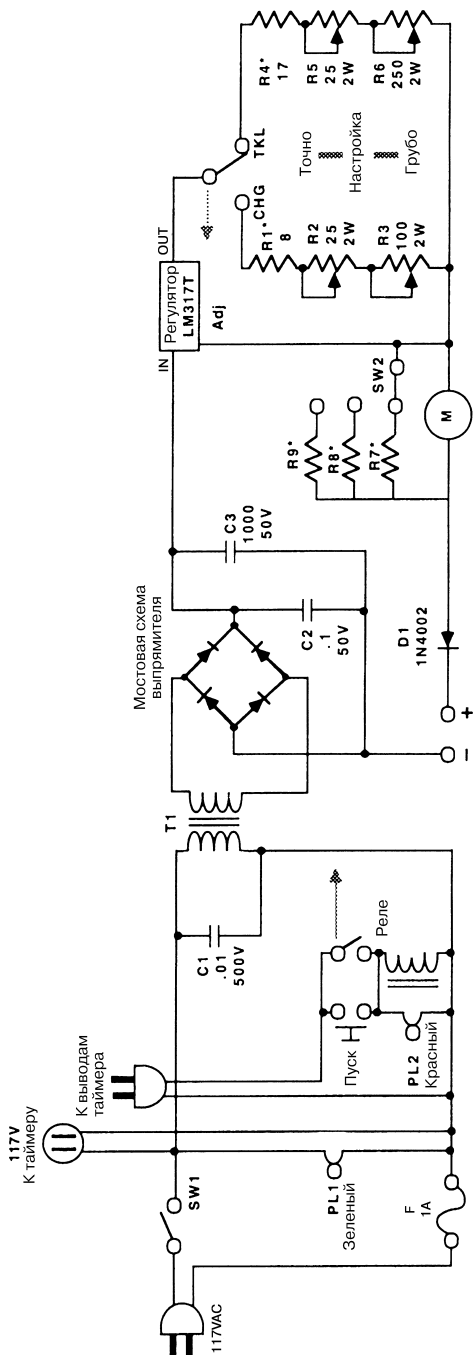 117V
К таймеру
К выводам
таймера
SW1
117VAC
PL1
Зеленый
F
1A
C1
.01
500V
Пуск
Реле
PL2
Красный
T1
Мостовая схема
выпрямителя
C2
.1
50V
C3
1000
50V
−
+
D1
1N4002
IN
Регулятор
LM317T
OUT
Adj
R9*
R8*
R7*
SW2
M
CHG
TKL
R1*
8
R2
25
2W
R3
100
2W
Точно
Настройка
Грубо
R4*
17
R5
25
2W
R6
250
2W